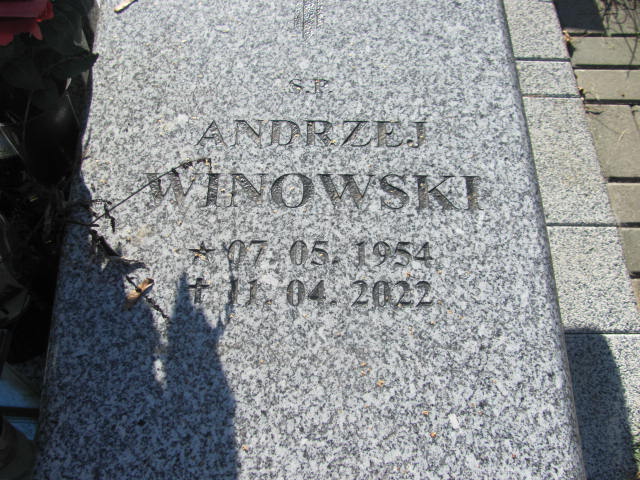 Ś.P.
ANDRZEJ
WINOWSKI
★ 07. 05. 1954
✝ 11. 04. 2022